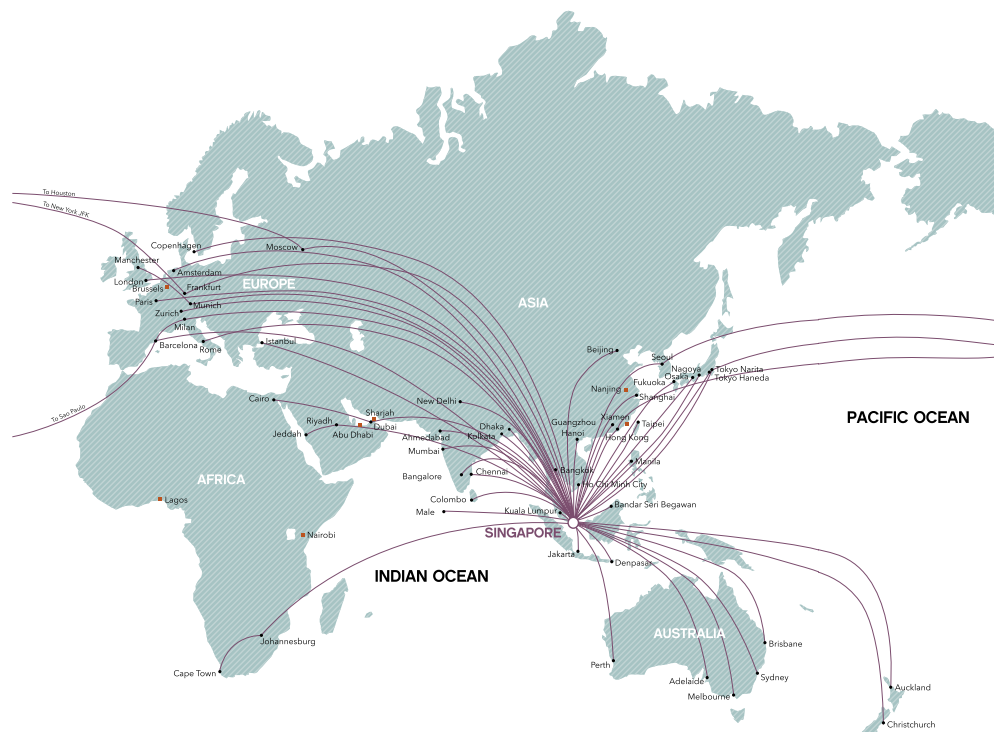 To Houston
To New York JFK
Copenhagen
Moscow
Manchester
Amsterdam
London
Brussels
Frankfurt
EUROPE
Paris
Munich
ASIA
Zurich
Milan
Barcelona
Rome
Istanbul
Beijing
Seoul
Nagoya
Tokyo Narita
Osaka
Tokyo Haneda
Fukuoka
Nanjing
Shanghai
Cairo
New Delhi
To Sao Paulo
Sharjah
Riyadh
Dubai
Abu Dhabi
Jeddah
Dhaka
Kolkata
Ahmedabad
Mumbai
Guangzhou
Xiamen
Taipei
Hanoi
Hong Kong
PACIFIC OCEAN
Manila
Bangkok
Bangalore
Chennai
AFRICA
Ho Chi Minh City
Lagos
Colombo
Male
Kuala Lumpur
Bandar Seri Begawan
SINGAPORE
Nairobi
Jakarta
Denpasar
INDIAN OCEAN
AUSTRALIA
Johannesburg
Brisbane
Perth
Cape Town
Adelaide
Sydney
Melbourne
Auckland
Christchurch